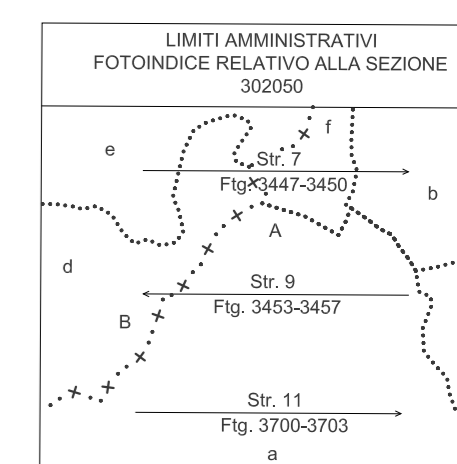 LIMITI AMMINISTRATIVI
FOTOINDICE RELATIVO ALLA SEZIONE
302050
f
e
Str. 7
Ftg. 3447-3450
b
A
d
Str. 9
Ftg. 3453-3457
B
Str. 11
Ftg. 3700-3703
a